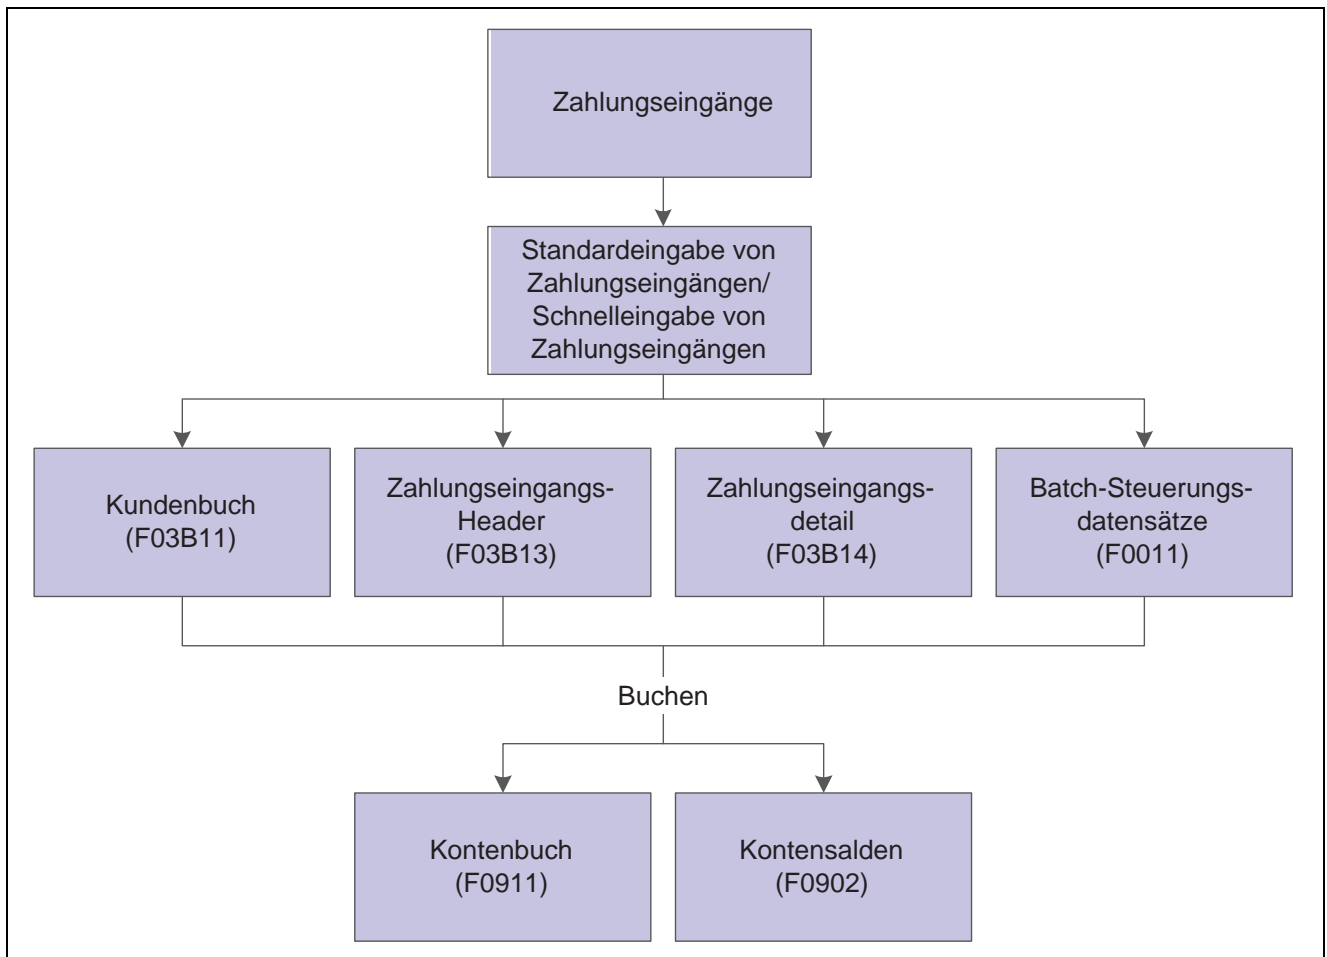 Zahlungseingänge
Standardeingabe von
Zahlungseingängen/
Schnelleingabe von
Zahlungseingängen
Kundenbuch
(F03B11)
Zahlungseingangs-
Header
(F03B13)
Zahlungseingangs-
detail
(F03B14)
Batch-Steuerungs-
datensätze
(F0011)
Buchen
Kontenbuch
(F0911)
Kontensalden
(F0902)